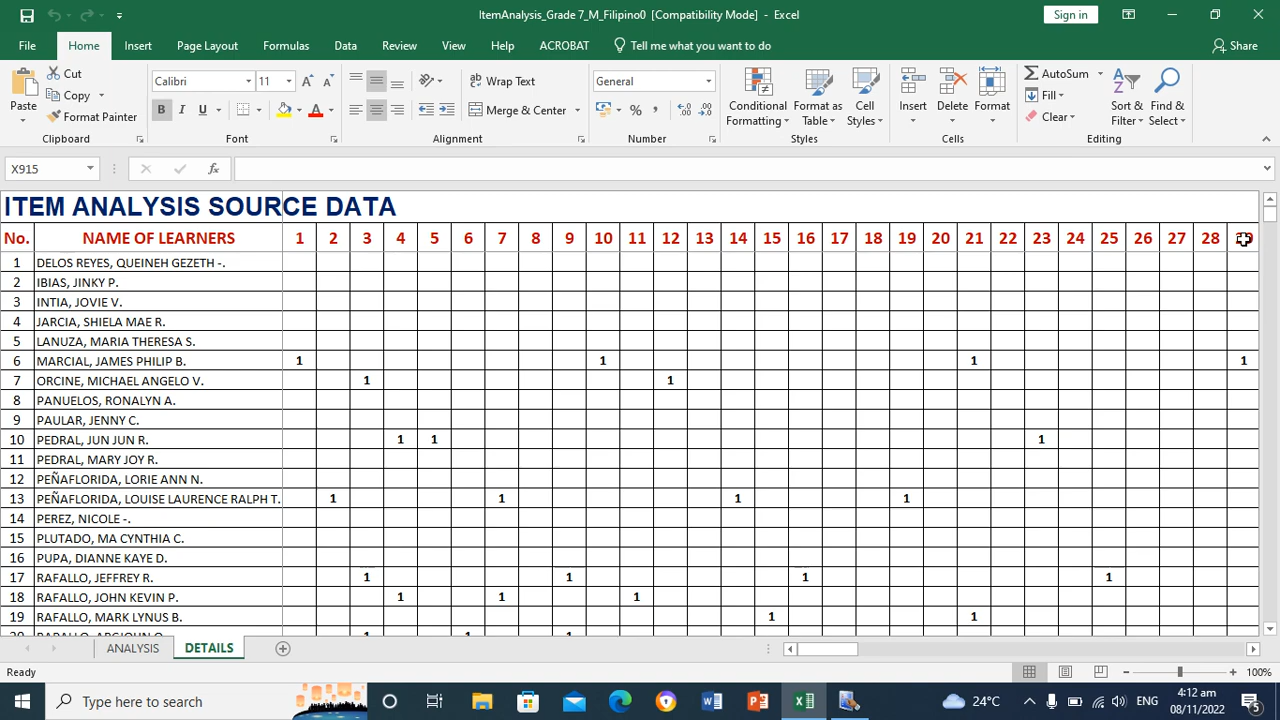 ItemAnalysis_Grade 7_M_Filipino0 [Compatibility Mode] - Excel
Sign in
File Home Insert Page Layout Formulas Data Review View Help ACROBAT Tell me what you want to do Share
Paste
Cut
Copy
Format Painter
Clipboard
Calibri 11
B I U
Font
Wrap Text
Merge & Center
Alignment
General
Number
Conditional Formatting
Format as Table
Cell Styles
Styles
Insert Delete Format
Cells
AutoSum
Fill
Clear
Sort & Filter
Find & Select
Editing
X915 fx
ITEM ANALYSIS SOURCE DATA
No. NAME OF LEARNERS 1 2 3 4 5 6 7 8 9 10 11 12 13 14 15 16 17 18 19 20 21 22 23 24 25 26 27 28
1 DELOS REYES, QUEINEH GEZETH -.
2 IBIAS, JINKY P.
3 INTIA, JOVIE V.
4 JARCIA, SHIELA MAE R.
5 LANUZA, MARIA THERESA S.
6 MARCIAL, JAMES PHILIP B. 1 1 1 1
7 ORCINE, MICHAEL ANGELO V. 1 1
8 PANUELOS, RONALYN A.
9 PAULAR, JENNY C.
10 PEDRAL, JUN JUN R. 1 1 1
11 PEDRAL, MARY JOY R.
12 PEÑAFLORIDA, LORIE ANN N.
13 PEÑAFLORIDA, LOUISE LAURENCE RALPH T. 1 1 1 1
14 PEREZ, NICOLE -.
15 PLUTADO, MA CYNTHIA C.
16 PUPA, DIANNE KAYE D.
17 RAFALLO, JEFFREY R. 1 1 1 1
18 RAFALLO, JOHN KEVIN P. 1 1 1
19 RAFALLO, MARK LYNUS B. 1 1
ANALYSIS DETAILS
Ready 100%
Type here to search
24°C
ENG
4:12 am
08/11/2022
5